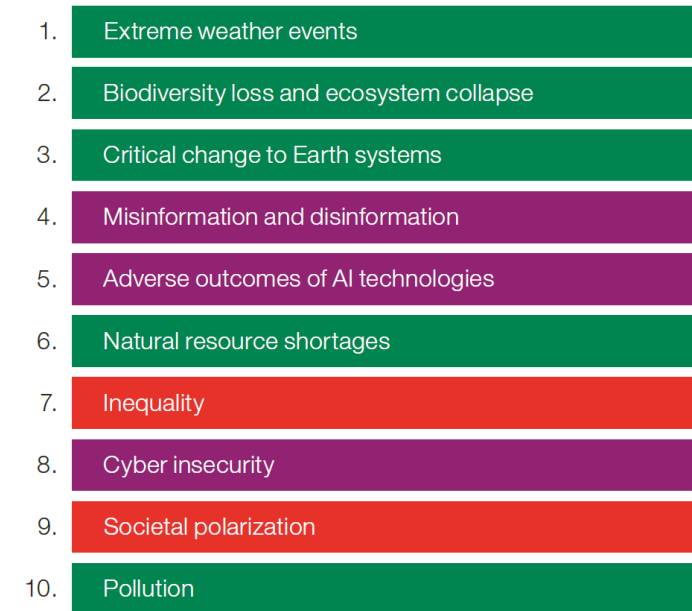 1. Extreme weather events
2. Biodiversity loss and ecosystem collapse
3. Critical change to Earth systems
4. Misinformation and disinformation
5. Adverse outcomes of AI technologies
6. Natural resource shortages
7. Inequality
8. Cyber insecurity
9. Societal polarization
10. Pollution